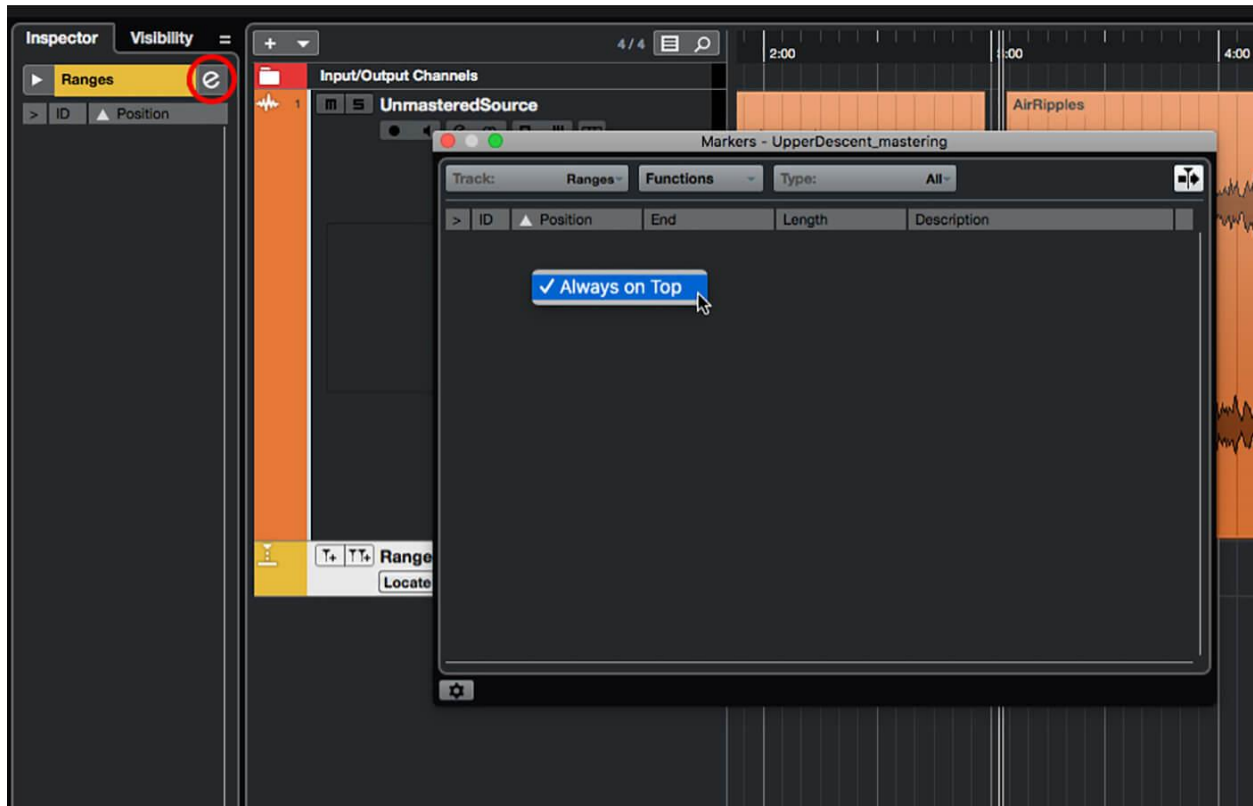 Inspector Visibility
Ranges
> ID Position
4/4
Input/Output Channels
1 m S UnmasteredSource
2:00
3:00
4:00
AirRipples
Markers - UpperDescent_mastering
Track: Ranges Functions Type: All
> ID Position End Length Description
✓ Always on Top
Range
Locate